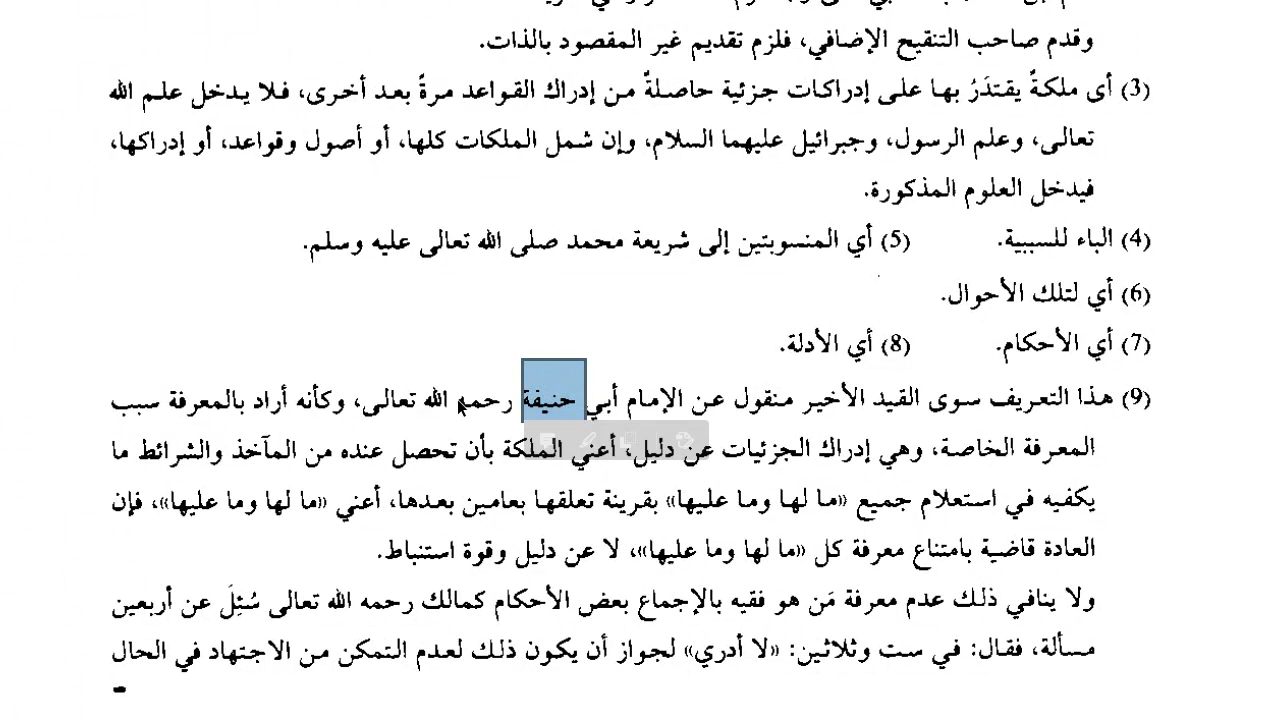 وقدم صاحب التنقيح الإضافي، فلزم تقديم غير المقصود بالذات.
(3) أى ملكةٌ يقتدَرُ بها على إدراكات جزئية حاصلةٌ من إدراك القواعد مرةً بعد أخرى، فلا يدخل علم الله
تعالى، وعلم الرسول، وجبرائيل عليهما السلام، وإن شمل الملكات كلها، أو أصول وقواعد، أو إدراكها،
فيدخل العلوم المذكورة.
(4) الباء للسببية. (5) أي المنسوبتين إلى شريعة محمد صلى الله تعالى عليه وسلم.
(6) أي لتلك الأحوال.
(7) أي الأحكام. (8) أي الأدلة.
(9) هذا التعريف سوى القيد الأخير منقول عن الإمام أبي حنيفة رحمه الله تعالى، وكأنه أراد بالمعرفة سبب
المعرفة الخاصة، وهي إدراك الجزئيات عن دليل، أعني الملكة بأن تحصل عنده من المآخذ والشرائط ما
يكفيه في استعلام جميع «ما لها وما عليها» بقرينة تعلقها بعامين بعدها، أعني «ما لها وما عليها»، فإن
العادة قاضية بامتناع معرفة كل «ما لها وما عليها»، لا عن دليل وقوة استنباط.
ولا ينافي ذلك عدم معرفة مَن هو فقيه بالإجماع بعض الأحكام كمالك رحمه الله تعالى سُئِلَ عن أربعين
مسألة، فقال: في ست وثلاثين: «لا أدري» لجواز أن يكون ذلك لعدم التمكن من الاجتهاد في الحال